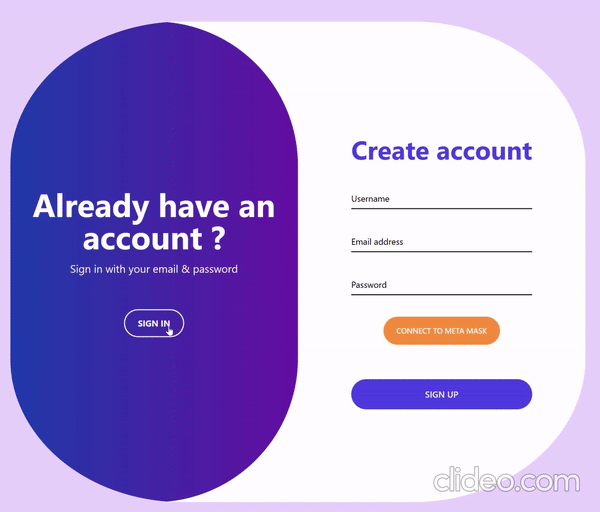 Already have an
account ?
Sign in with your email & password
SIGN IN
Create account
Username
Email address
Password
CONNECT TO META MASK
SIGN UP
clideo.com